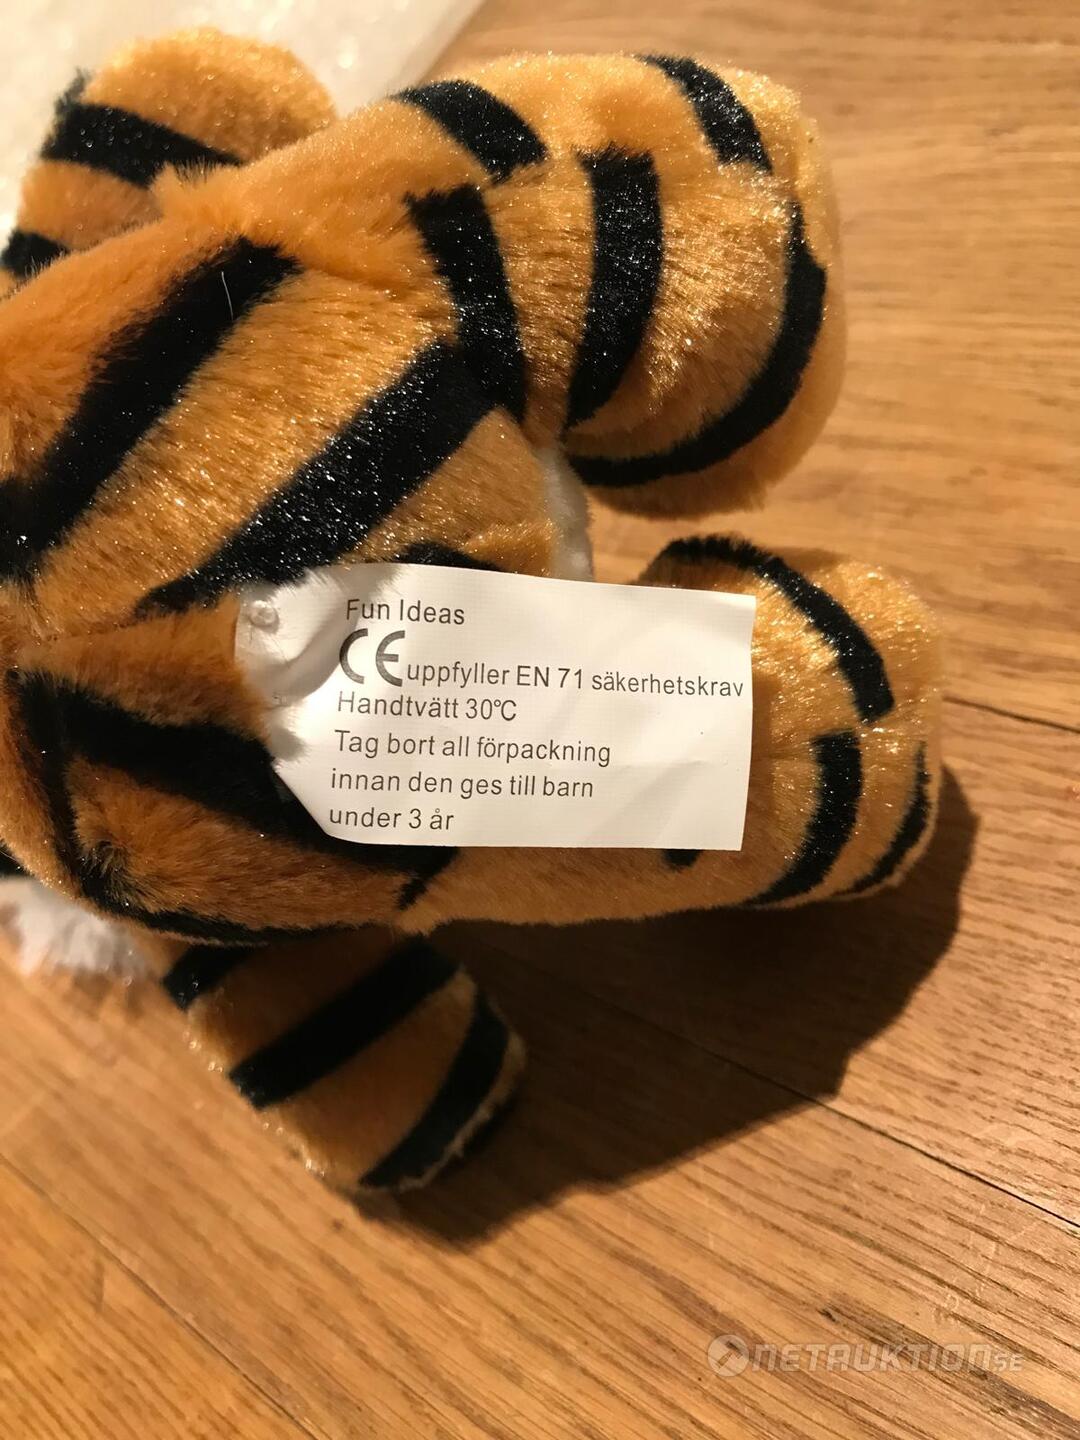 Fun Ideas
CE uppfyller EN 71 säkerhetskrav
Handtvätt 30°C
Tag bort all förpackning
innan den ges till barn
under 3 år
NETAUKTION.SE